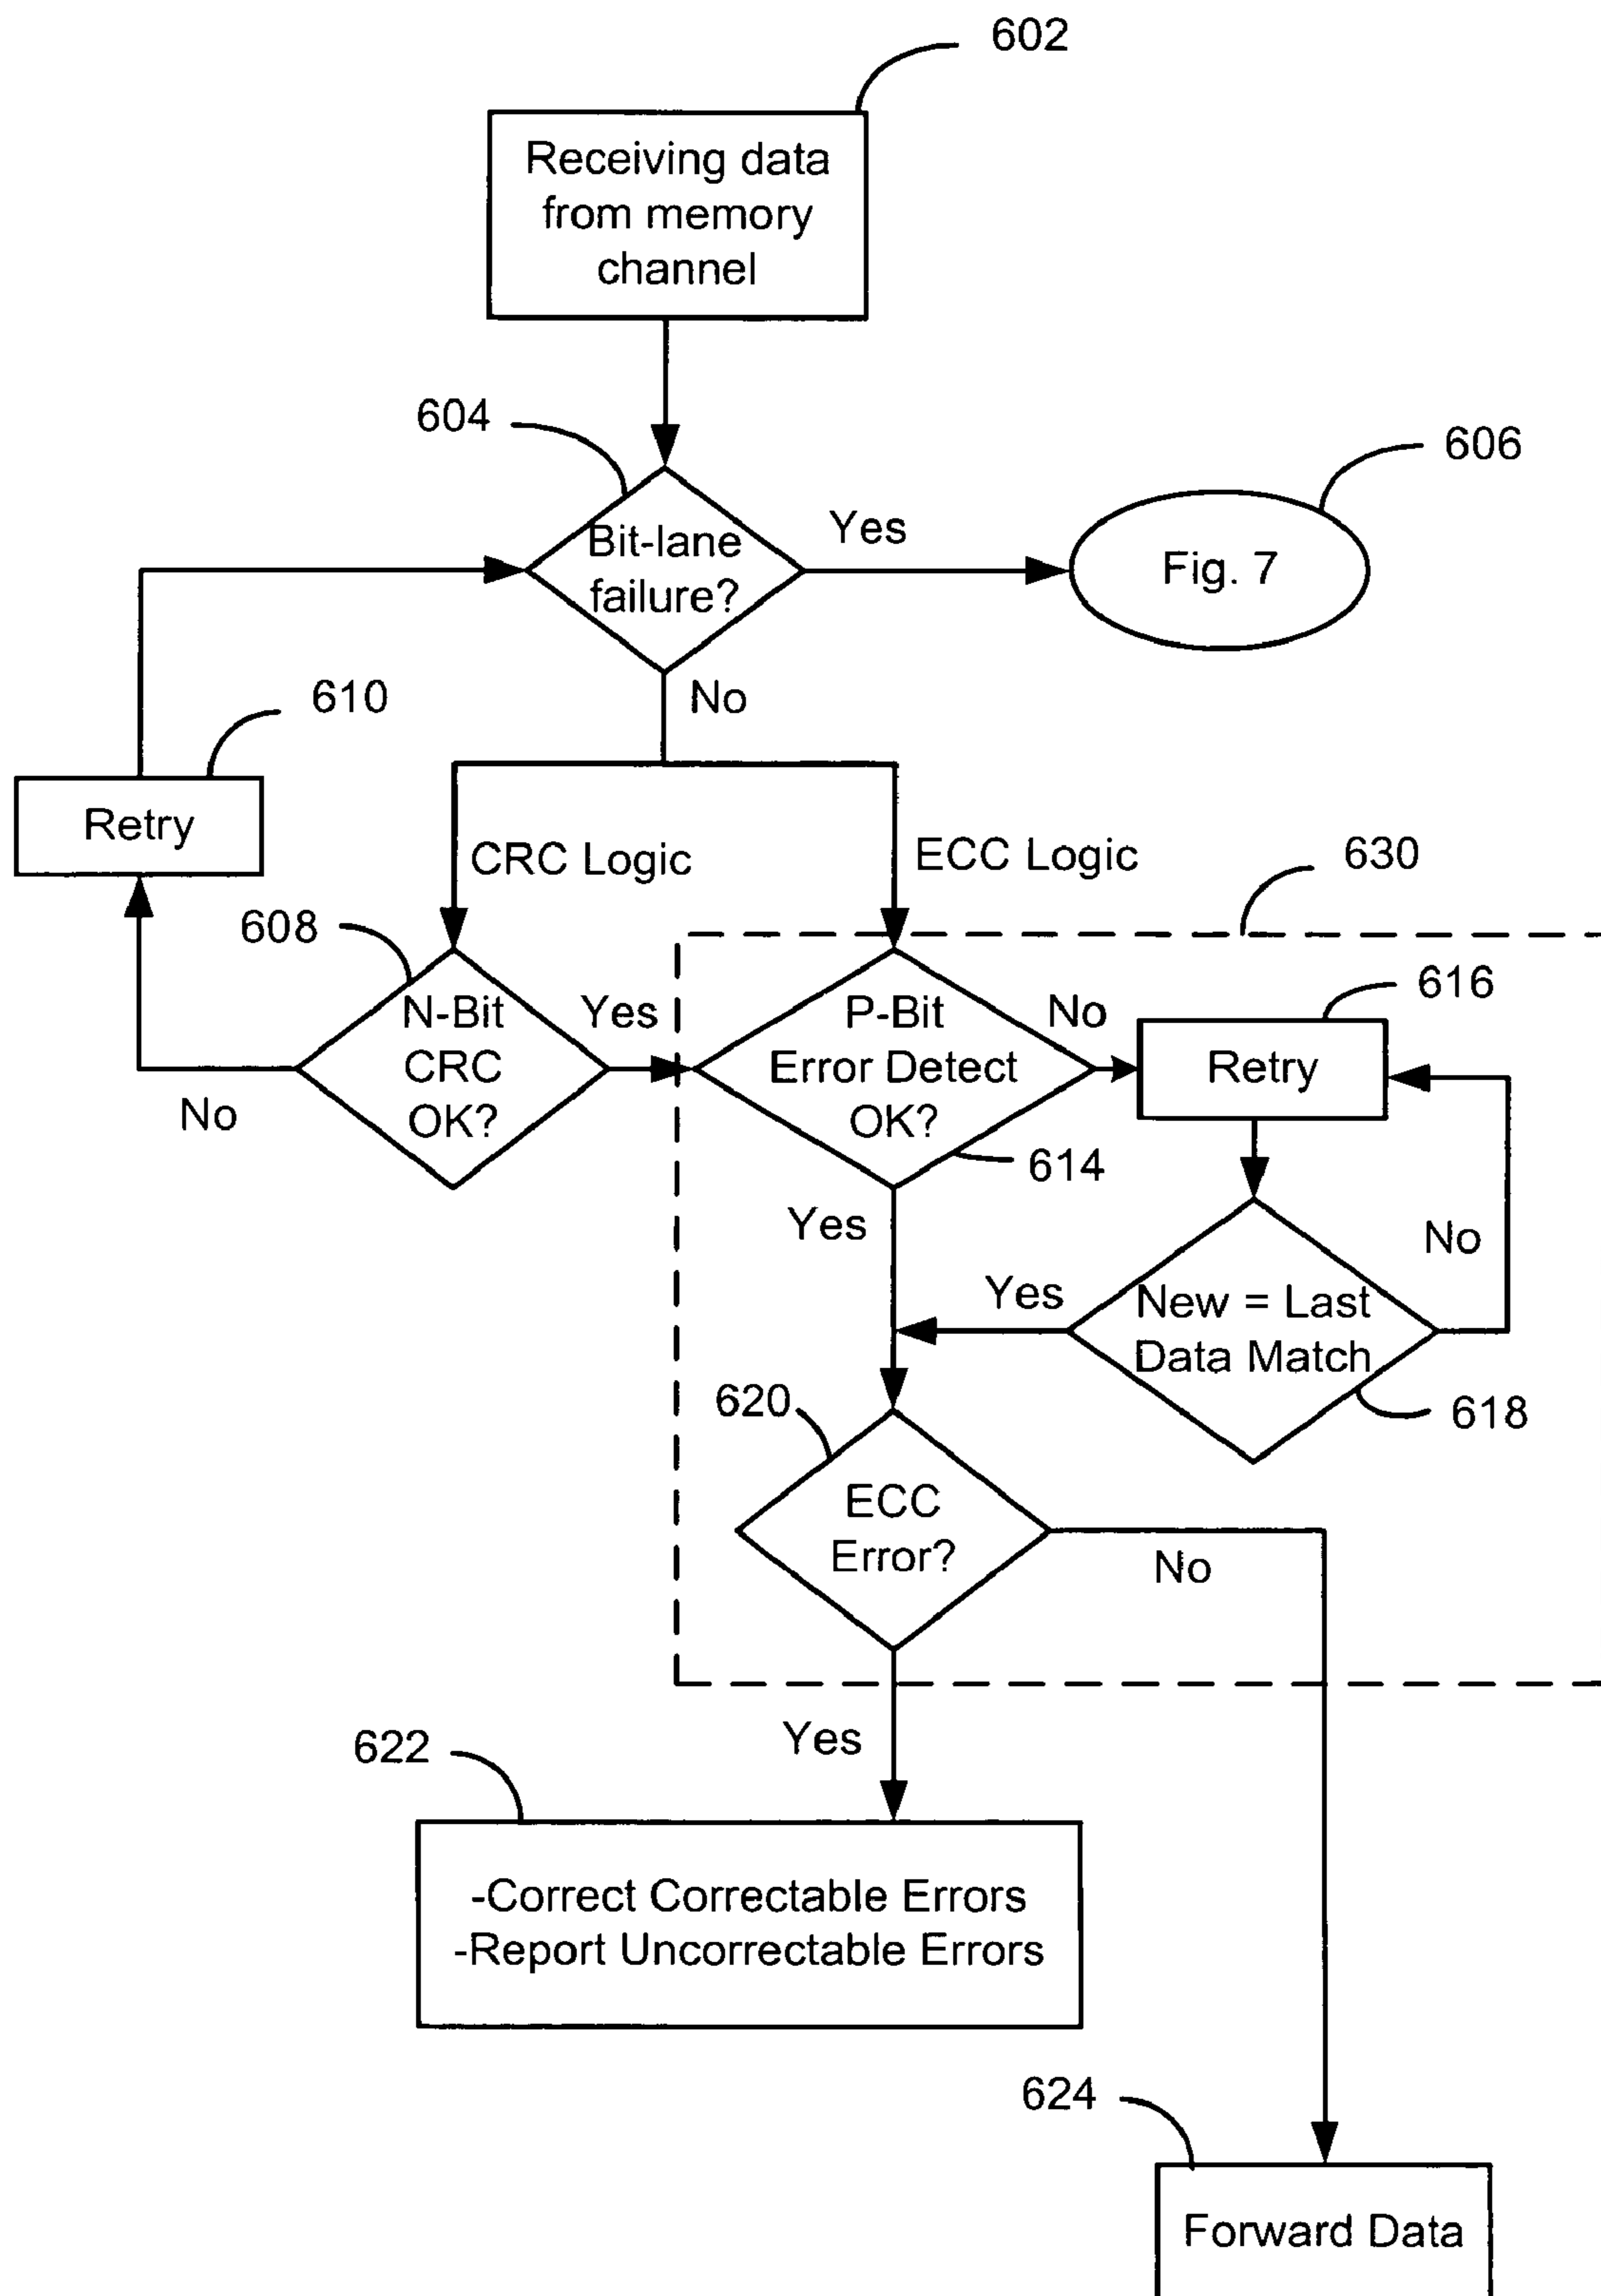 602
Receiving data
from memory
channel
604
606
Bit-lane
failure?
Yes
Fig. 7
No
610
Retry
CRC Logic
ECC Logic
630
608
N-Bit
CRC
OK?
Yes
No
P-Bit
Error Detect
OK?
No
616
Retry
614
Yes
Yes
New = Last
Data Match
No
618
620
ECC
Error?
No
Yes
622
-Correct Correctable Errors
-Report Uncorrectable Errors
624
Forward Data